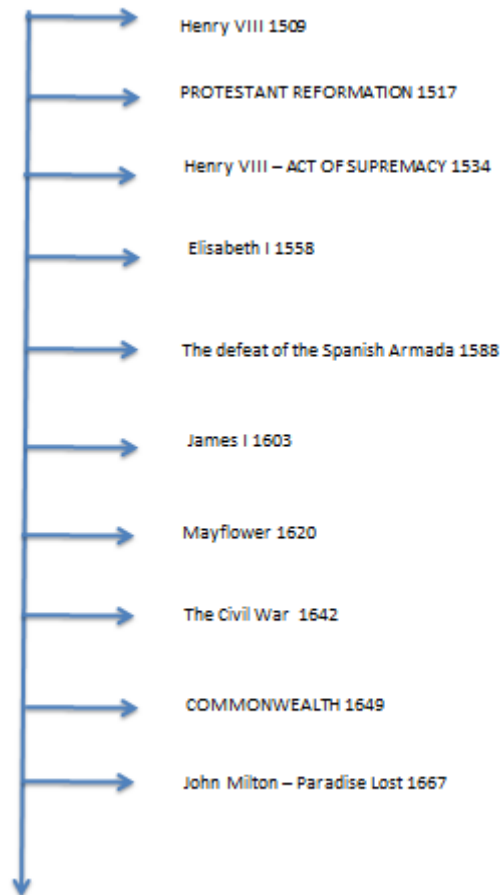 Henry VIII 1509
PROTESTANT REFORMATION 1517
Henry VIII – ACT OF SUPREMACY 1534
Elisabeth I 1558
The defeat of the Spanish Armada 1588
James I 1603
Mayflower 1620
The Civil War 1642
COMMONWEALTH 1649
John Milton – Paradise Lost 1667